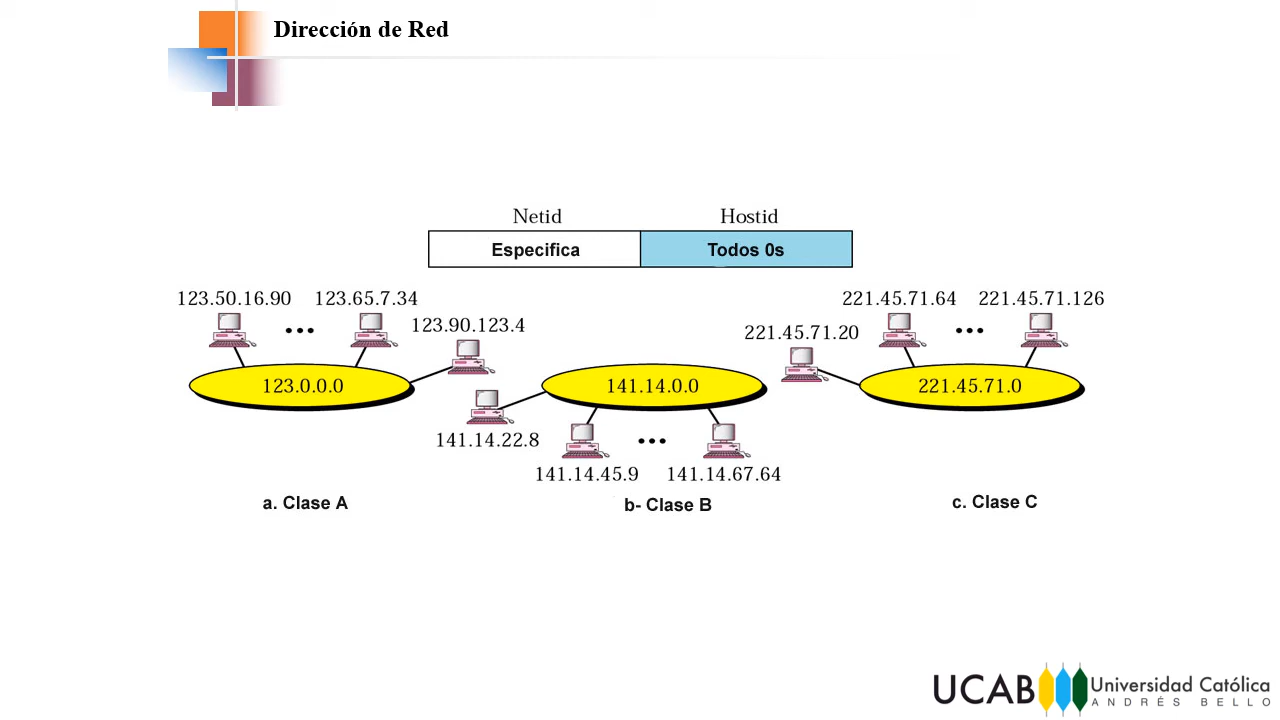 Dirección de Red
Netid
Hostid
Especifica
Todos 0s
123.50.16.90
123.65.7.34
123.90.123.4
123.0.0.0
a. Clase A
141.14.0.0
141.14.22.8
141.14.45.9
141.14.67.64
b- Clase B
221.45.71.64
221.45.71.126
221.45.71.20
221.45.71.0
c. Clase C
UCAB
Universidad Católica
ANDRÉS BELLO